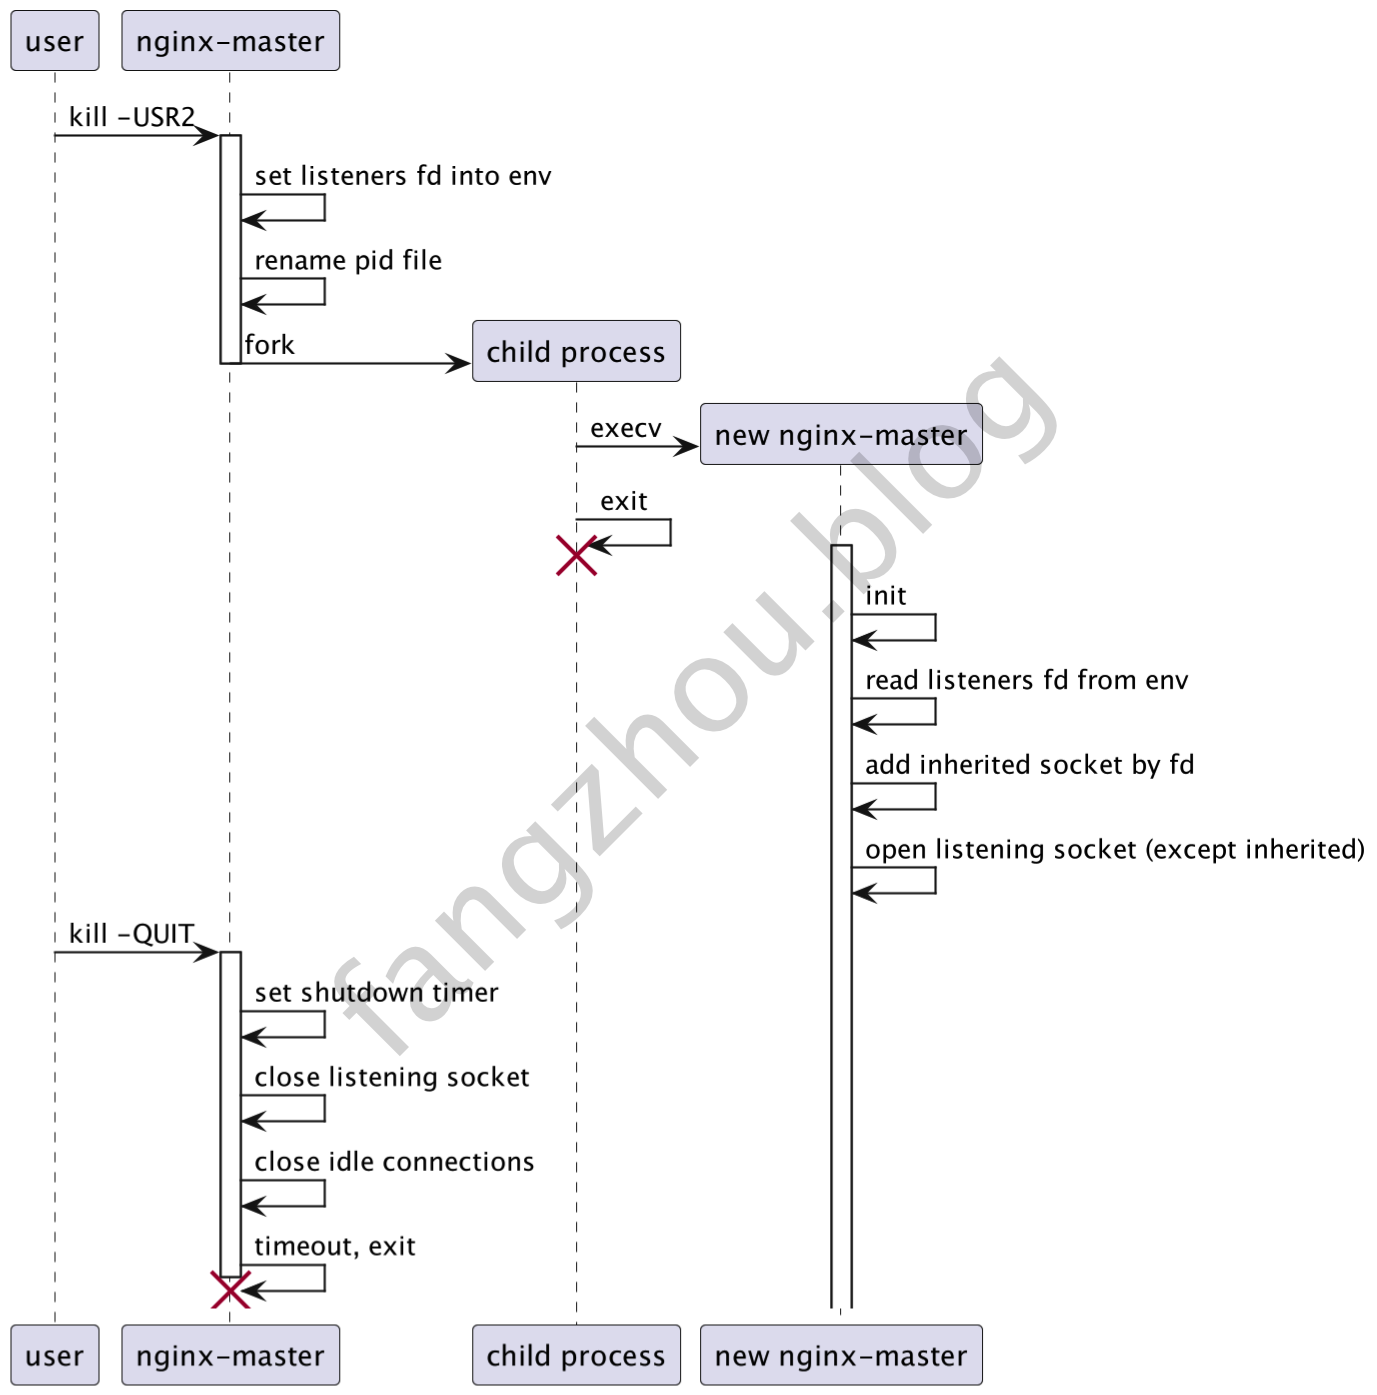 user
nginx-master
kill -USR2
set listeners fd into env
rename pid file
fork
child process
execv
new nginx-master
exit
init
read listeners fd from env
add inherited socket by fd
open listening socket (except inherited)
kill -QUIT
set shutdown timer
close listening socket
close idle connections
timeout, exit
user
nginx-master
child process
new nginx-master
fangzhou.blog